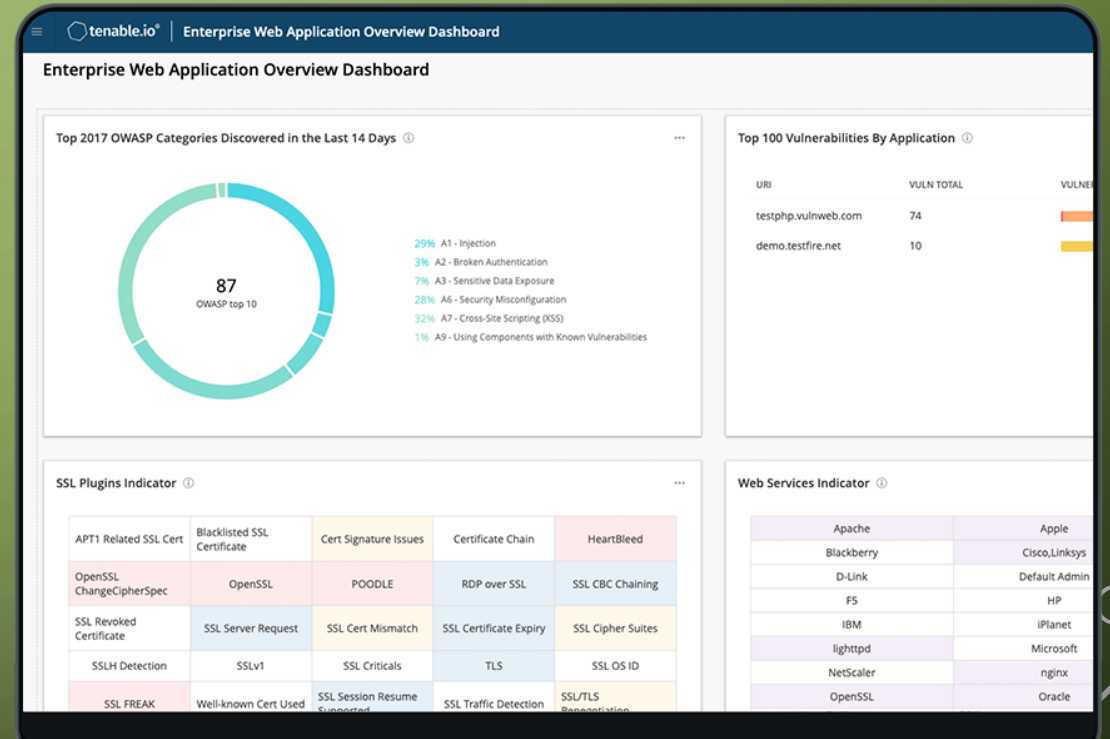 tenable.io® Enterprise Web Application Overview Dashboard
Enterprise Web Application Overview Dashboard
Top 2017 OWASP Categories Discovered in the Last 14 Days
87
OWASP top 10
29% A1 - Injection
3% A2 - Broken Authentication
7% A3 - Sensitive Data Exposure
28% A6 - Security Misconfiguration
32% A7 - Cross-Site Scripting (XSS)
1% A9 - Using Components with Known Vulnerabilities
Top 100 Vulnerabilities By Application
URI VULN TOTAL
testphp.vulnweb.com 74
demo.testfire.net 10
SSL Plugins Indicator
APT1 Related SSL Cert
Blacklisted SSL
Certificate
Cert Signature Issues
Certificate Chain
HeartBleed
OpenSSL
ChangeCipherSpec
OpenSSL
POODLE
RDP over SSL
SSL CBC Chaining
SSL Revoked
Certificate
SSL Server Request
SSL Cert Mismatch
SSL Certificate Expiry
SSL Cipher Suites
SSLH Detection
SSLv1
SSL Criticals
TLS
SSL OS ID
SSL FREAK
Well-known Cert Used
SSL Session Resume
Supported
SSL Traffic Detection
SSL/TLS
Renegotiation
Web Services Indicator
Apache Apple
Blackberry Cisco,Linksys
D-Link Default Admin
F5 HP
IBM iPlanet
lighttpd Microsoft
NetScaler nginx
OpenSSL Oracle